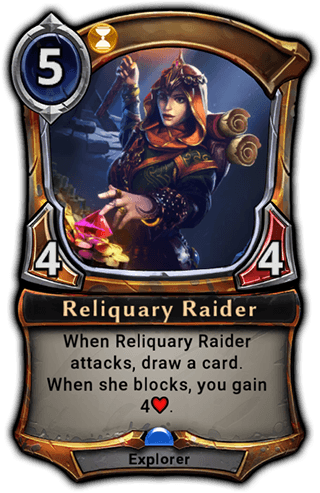 5
4
4
Reliquary Raider
When Reliquary Raider
attacks, draw a card.
When she blocks, you gain
4❤.
Explorer